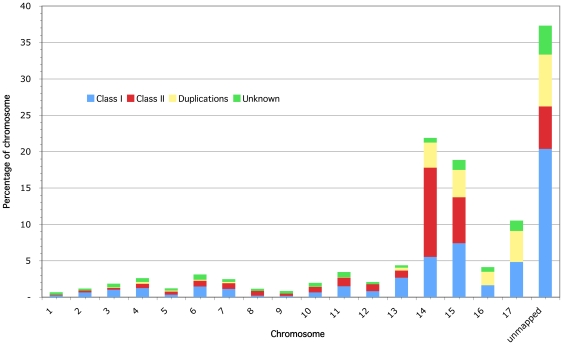 40
35
30
25
20
15
10
5
-
Percentage of chromosome
Class I Class II Duplications Unknown
1 2 3 4 5 6 7 8 9 10 11 12 13 14 15 16 17 unmapped
Chromosome